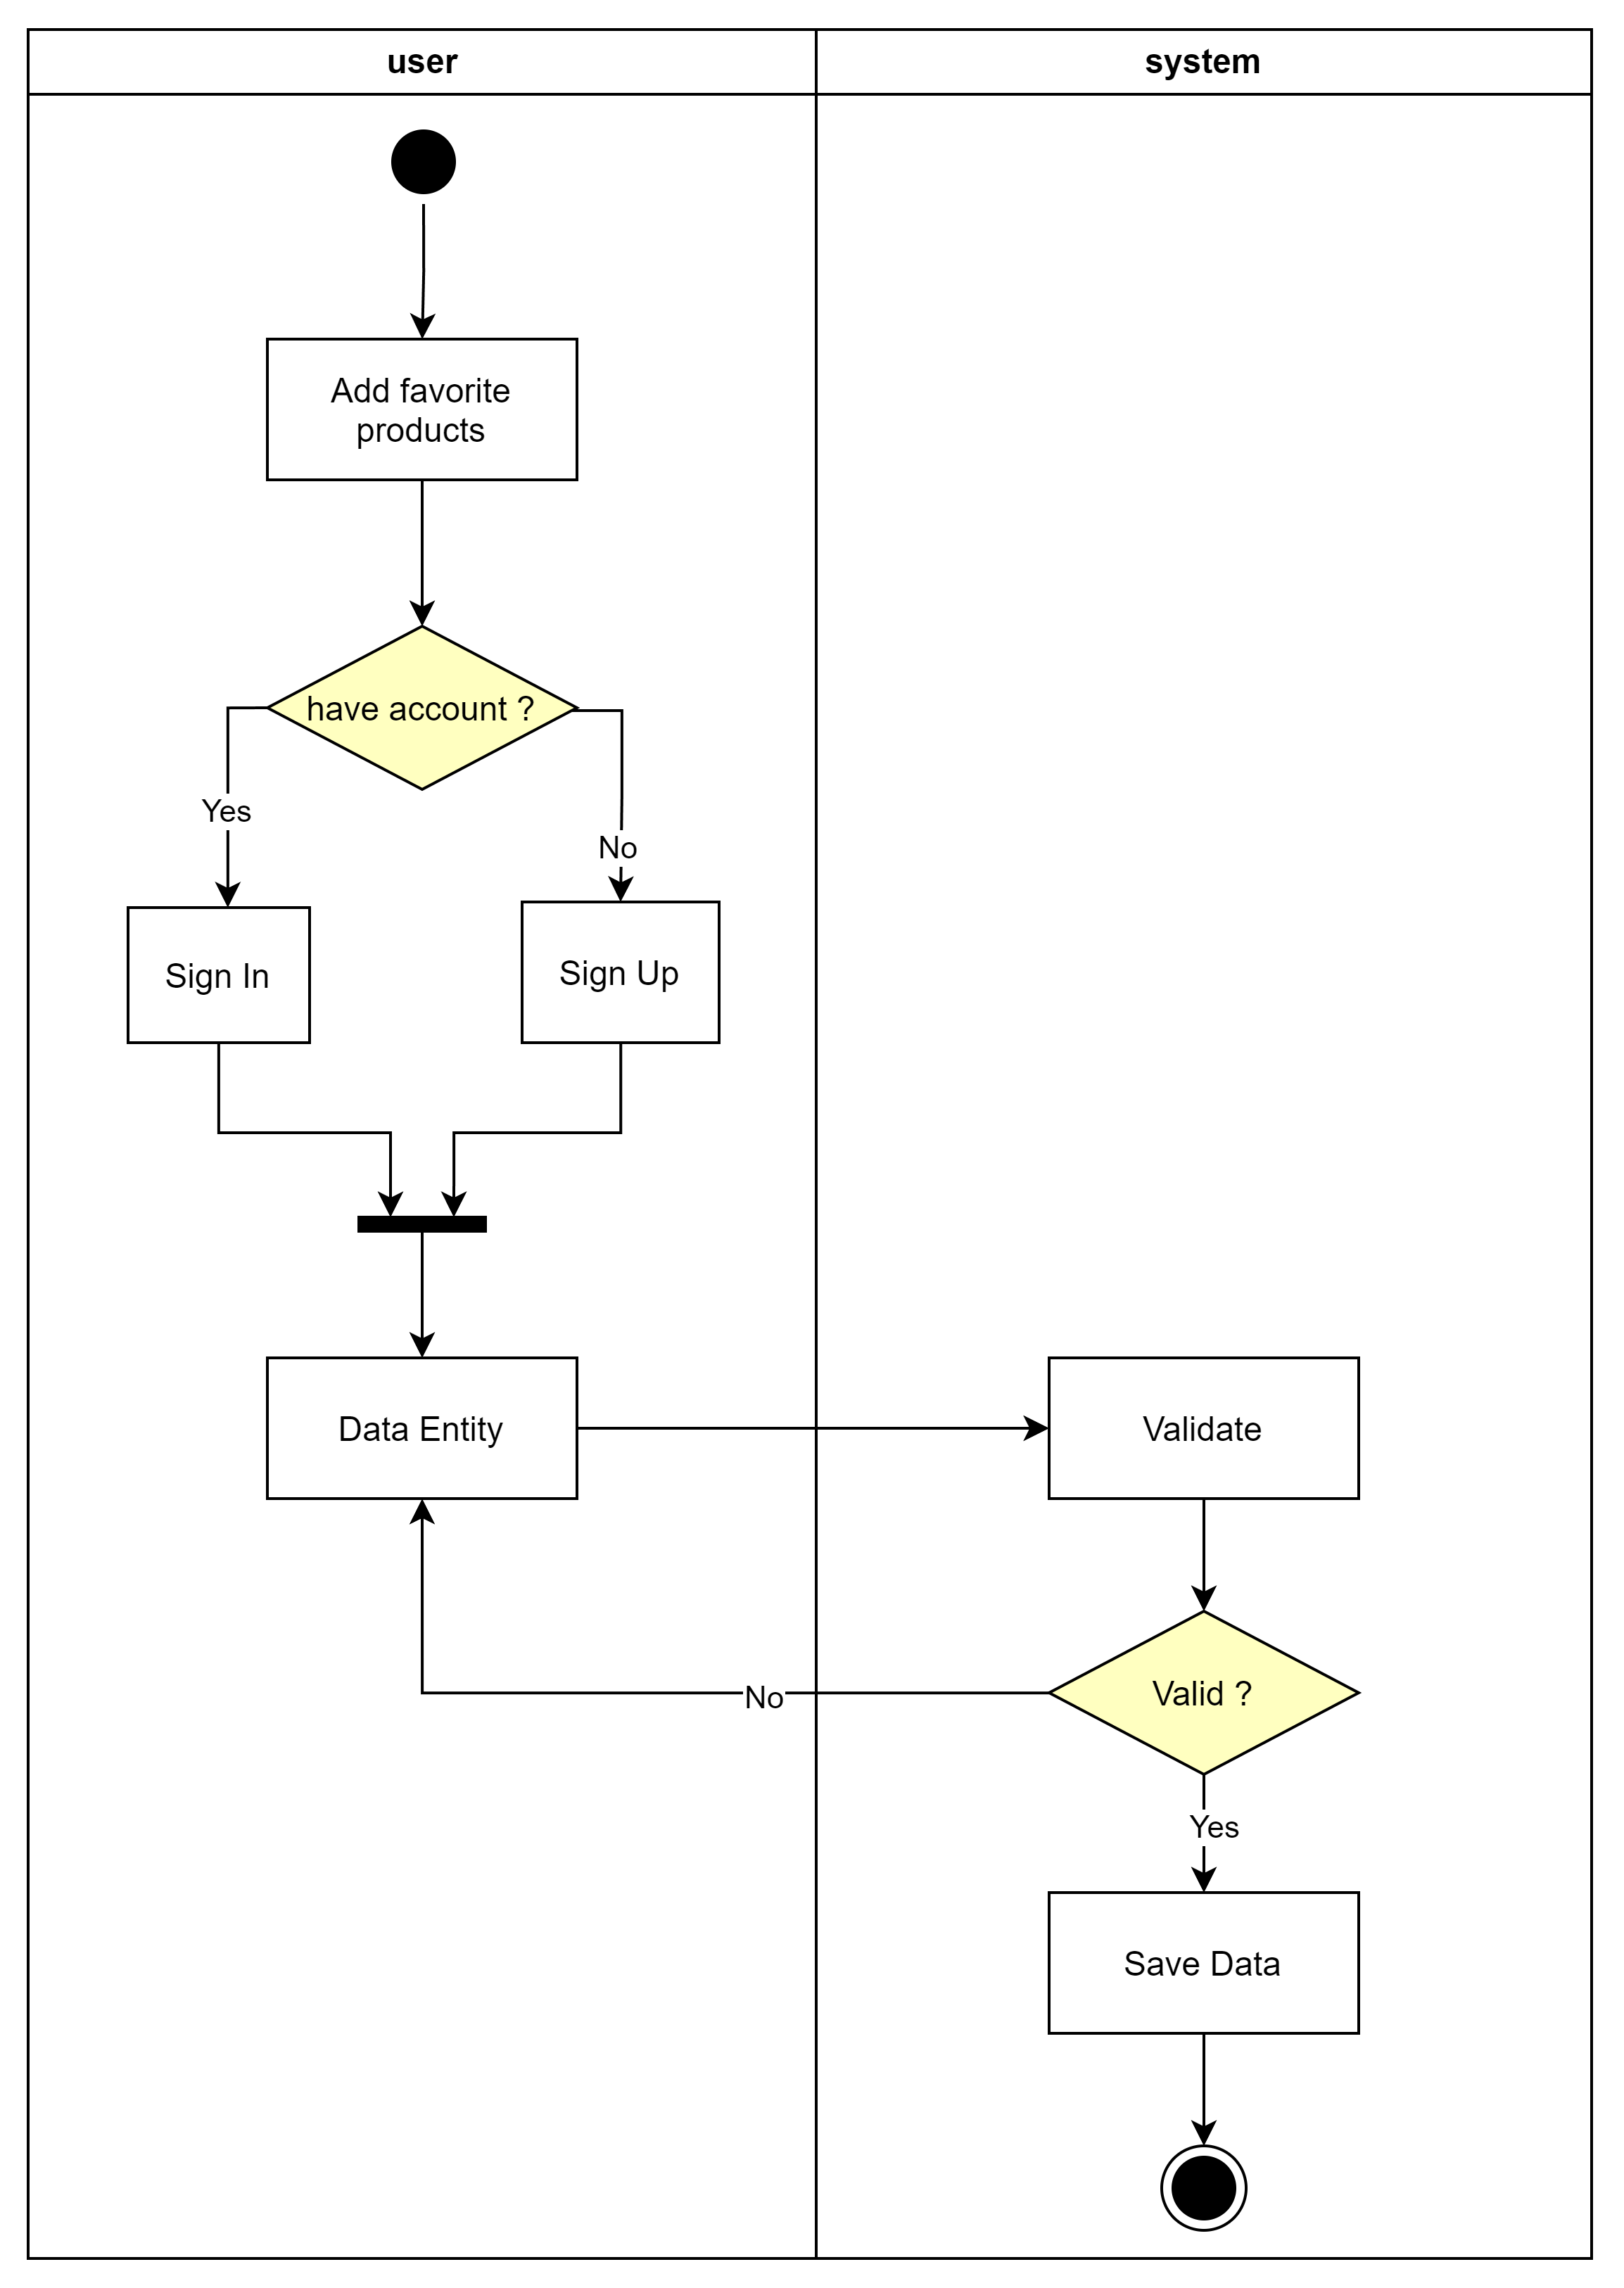 user
system
Add favorite
products
have account ?
Yes
No
Sign In
Sign Up
Data Entity
Validate
No
Valid ?
Yes
Save Data